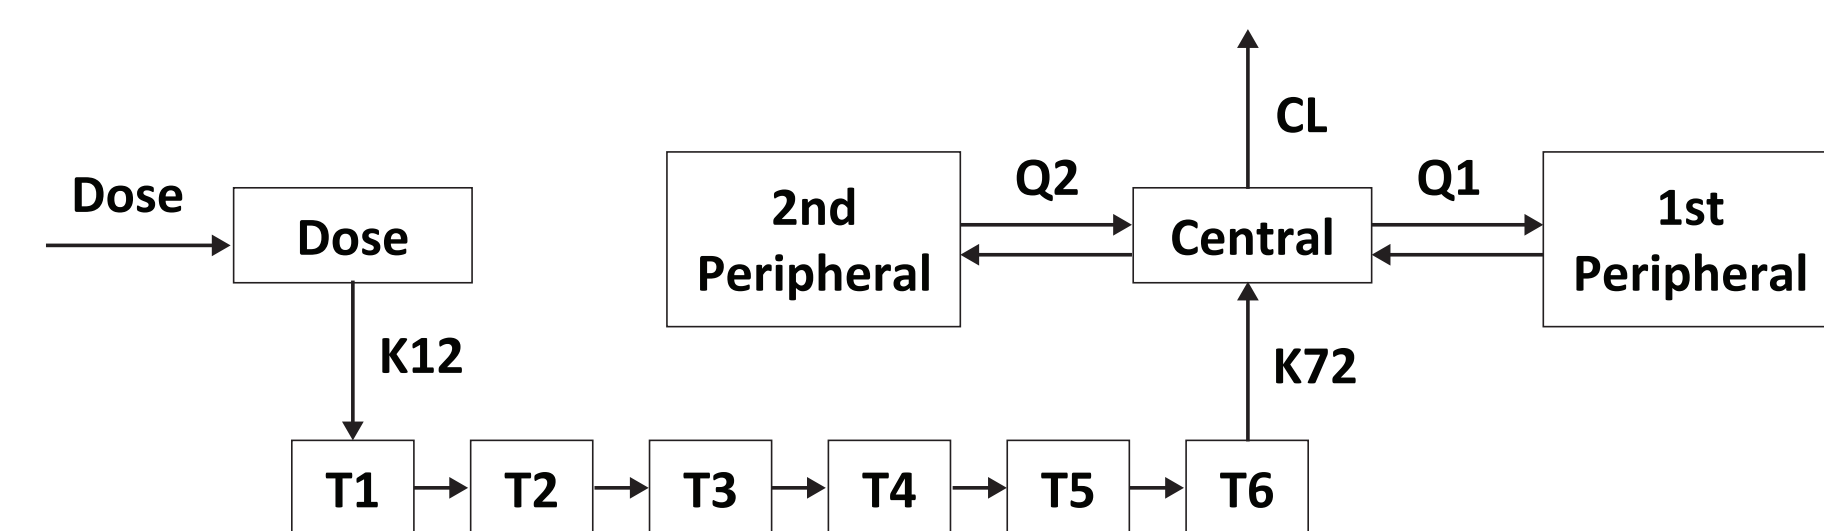 CL
Dose
Dose
2nd
Peripheral
Q2
Central
Q1
1st
Peripheral
K12
K72
T1
T2
T3
T4
T5
T6